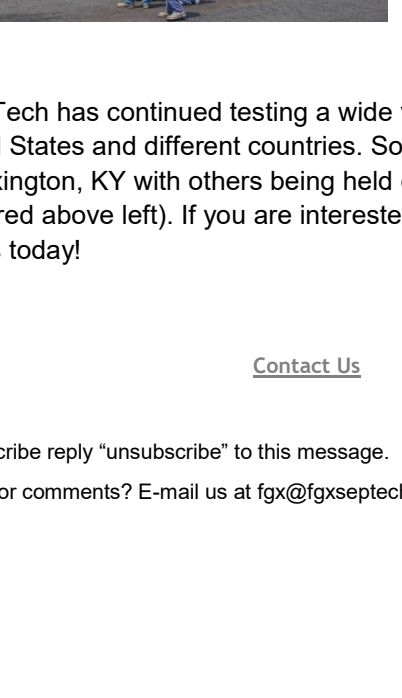 Tech has continued testing a wide
States and different countries. So
xington, KY with others being held
red above left). If you are intereste
today!
Contact Us
cribe reply “unsubscribe” to this message.
or comments? E-mail us at fgx@fgxseptecl